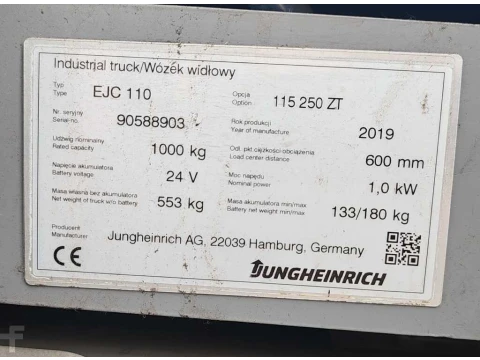 Industrial truck/Wózek widłowy
Typ
Type EJC 110
Opcja
Option 115 250 ZT
Nr. seryjny
Serial-no. 90588903
Rok produkcji
Year of manufacture 2019
Udźwig nominalny
Rated capacity 1000 kg
Odl. pkt ciężkości obciążenia
Load center distance 600 mm
Napięcie akumulatora
Battery voltage 24 V
Moc napędu
Nominal power 1,0 kW
Masa własna bez akumulatora
Net weight of truck w/o battery 553 kg
Masa akumulatora min/max
Battery net weight min/max 133/180 kg
Producent
Manufacturer Jungheinrich AG, 22039 Hamburg, Germany
CE
JUNGHEINRICH